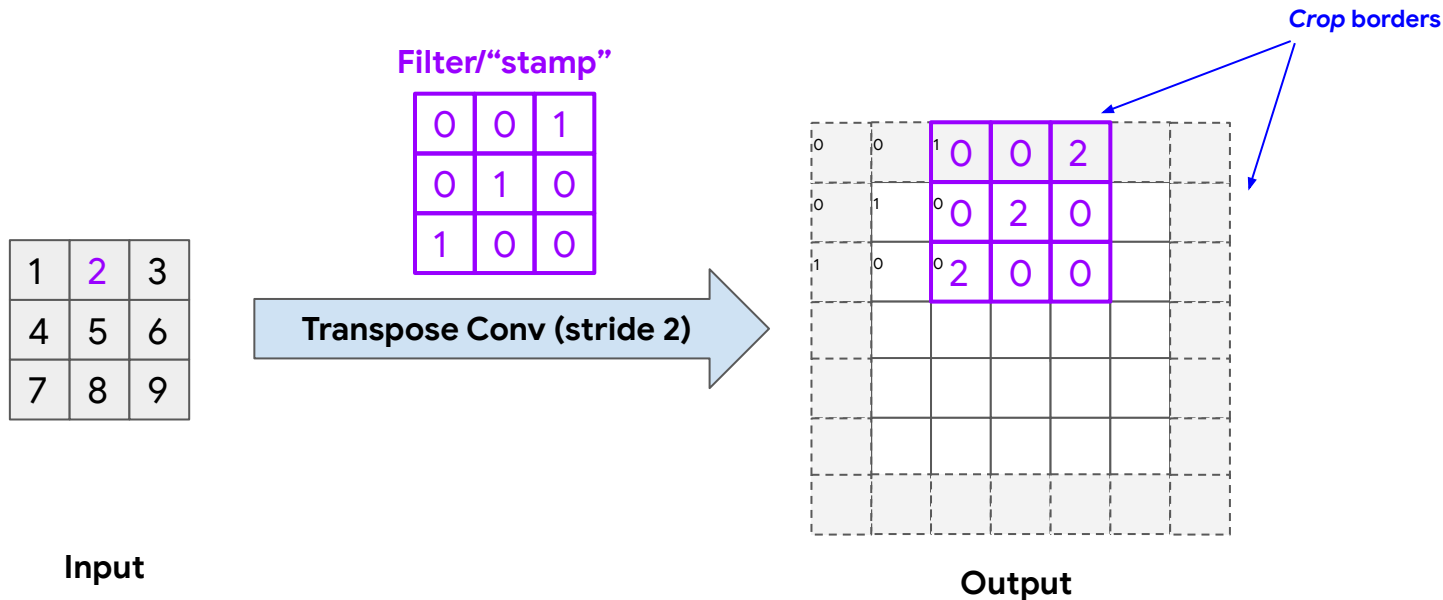 Crop borders
Filter/“stamp”
0 0 1
0 1 0
1 0 0
1 2 3
4 5 6
7 8 9
Transpose Conv (stride 2)
0 0 1 0 0 2
0 1 0 0 2 0
1 0 0 2 0 0
Input
Output